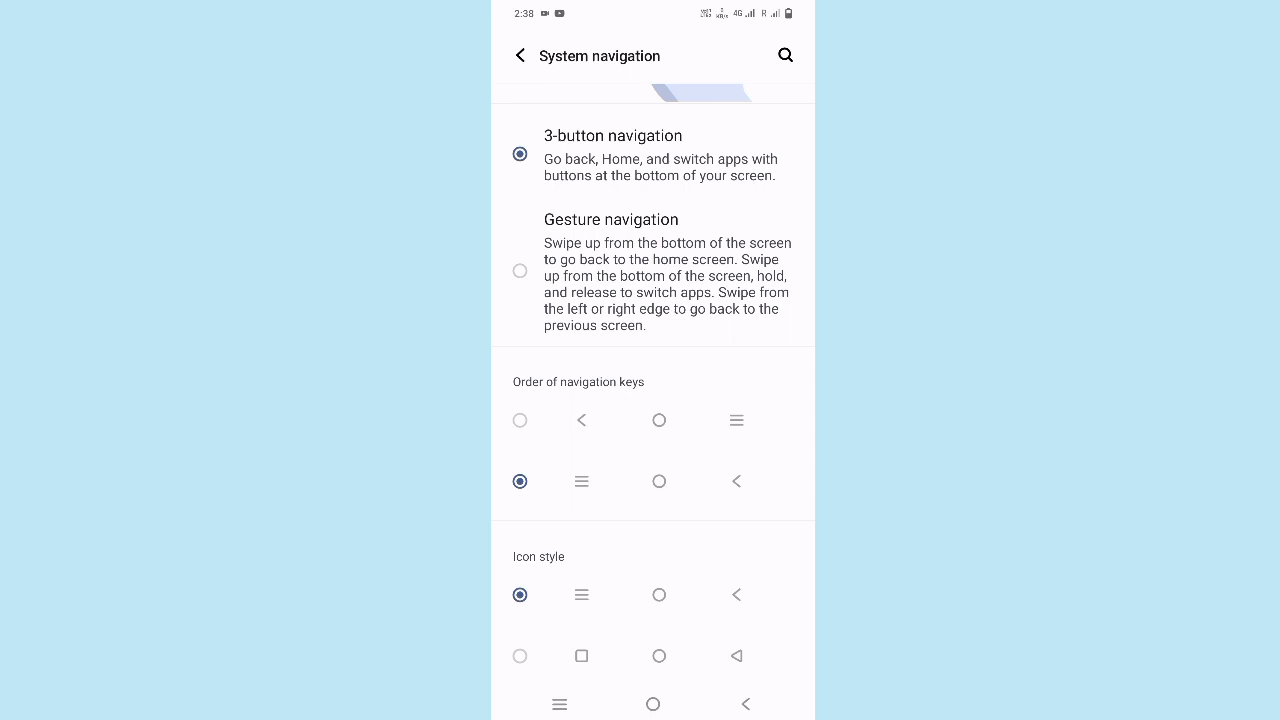 2:38
4G R
System navigation
3-button navigation
Go back, Home, and switch apps with
buttons at the bottom of your screen.
Gesture navigation
Swipe up from the bottom of the screen
to go back to the home screen. Swipe
up from the bottom of the screen, hold,
and release to switch apps. Swipe from
the left or right edge to go back to the
previous screen.
Order of navigation keys
Icon style